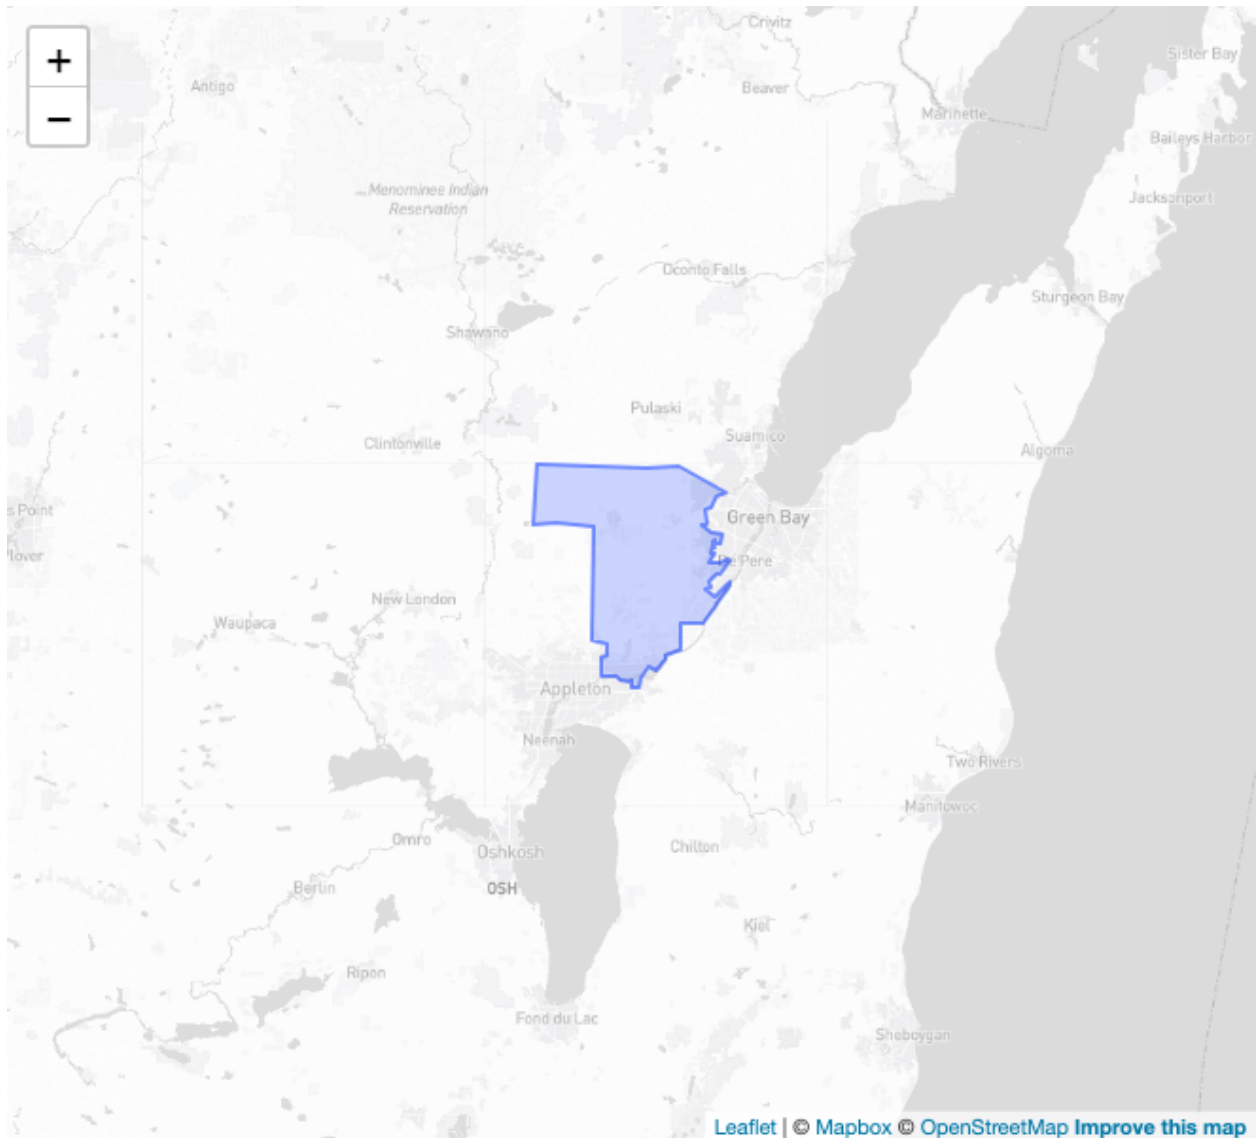 Crivitz
+
Sister Bay
Antigo
Beaver
−
Marinette
Baileys Harbor
Menominee Indian
Reservation
Jacksonport
Oconto Falls
Sturgeon Bay
Shawano
Pulaski
Suamico
Clintonville
Algoma
s Point
Green Bay
lover
De Pere
New London
Waupaca
Appleton
Neenah
Two Rivers
Manitowoc
Omro
Chilton
Oshkosh
OSH
Berlin
Kiel
Ripon
Fond du Lac
Sheboygan
Leaflet | © Mapbox © OpenStreetMap Improve this map